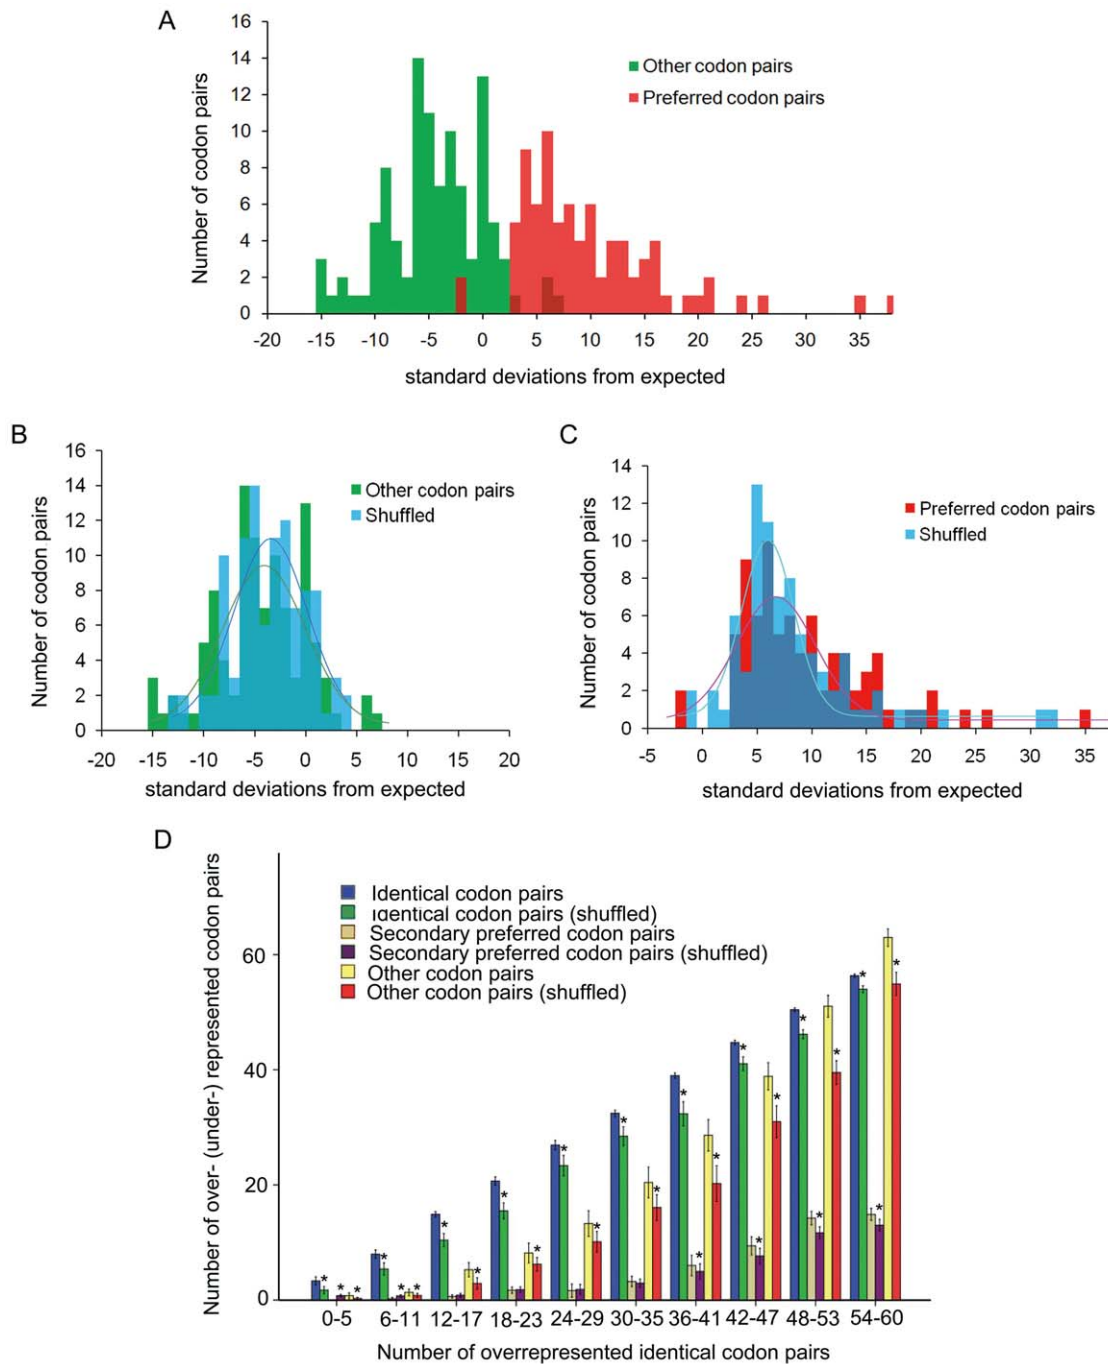 A
Number of codon pairs
16
14
12
10
8
6
4
2
0
Other codon pairs
Preferred codon pairs
-20 -15 -10 -5 0 5 10 15 20 25 30 35
standard deviations from expected
B
Number of codon pairs
16
14
12
10
8
6
4
2
0
Other codon pairs
Shuffled
-20 -15 -10 -5 0 5 10 15 20
standard deviations from expected
C
Number of codon pairs
14
12
10
8
6
4
2
0
Preferred codon pairs
Shuffled
-5 0 5 10 15 20 25 30 35
standard deviations from expected
D
Number of over- (under-) represented codon pairs
60
40
20
0
Identical codon pairs
Identical codon pairs (shuffled)
Secondary preferred codon pairs
Secondary preferred codon pairs (shuffled)
Other codon pairs
Other codon pairs (shuffled)
* * * * * * * * * * * * * * * * * * * * * * * * * *
0-5 6-11 12-17 18-23 24-29 30-35 36-41 42-47 48-53 54-60
Number of overrepresented identical codon pairs